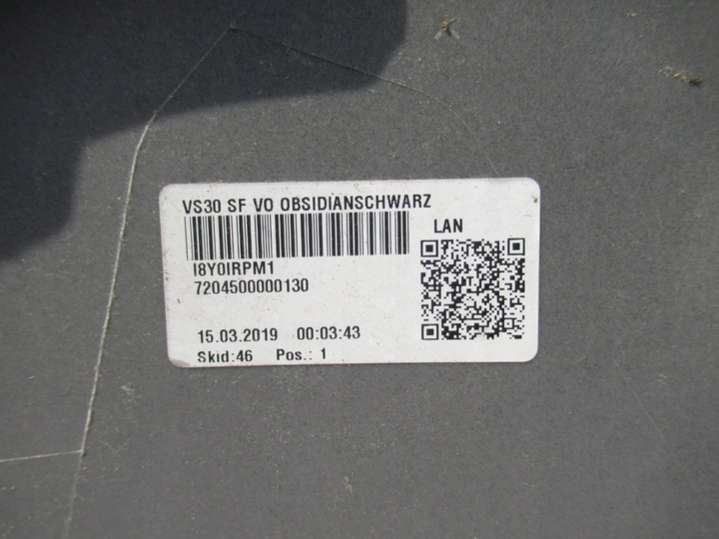 VS30 SF VO OBSIDIANSCHWARZ
LAN
I8Y0IRPM1
7204500000130
15.03.2019 00:03:43
Skid:46 Pos.: 1